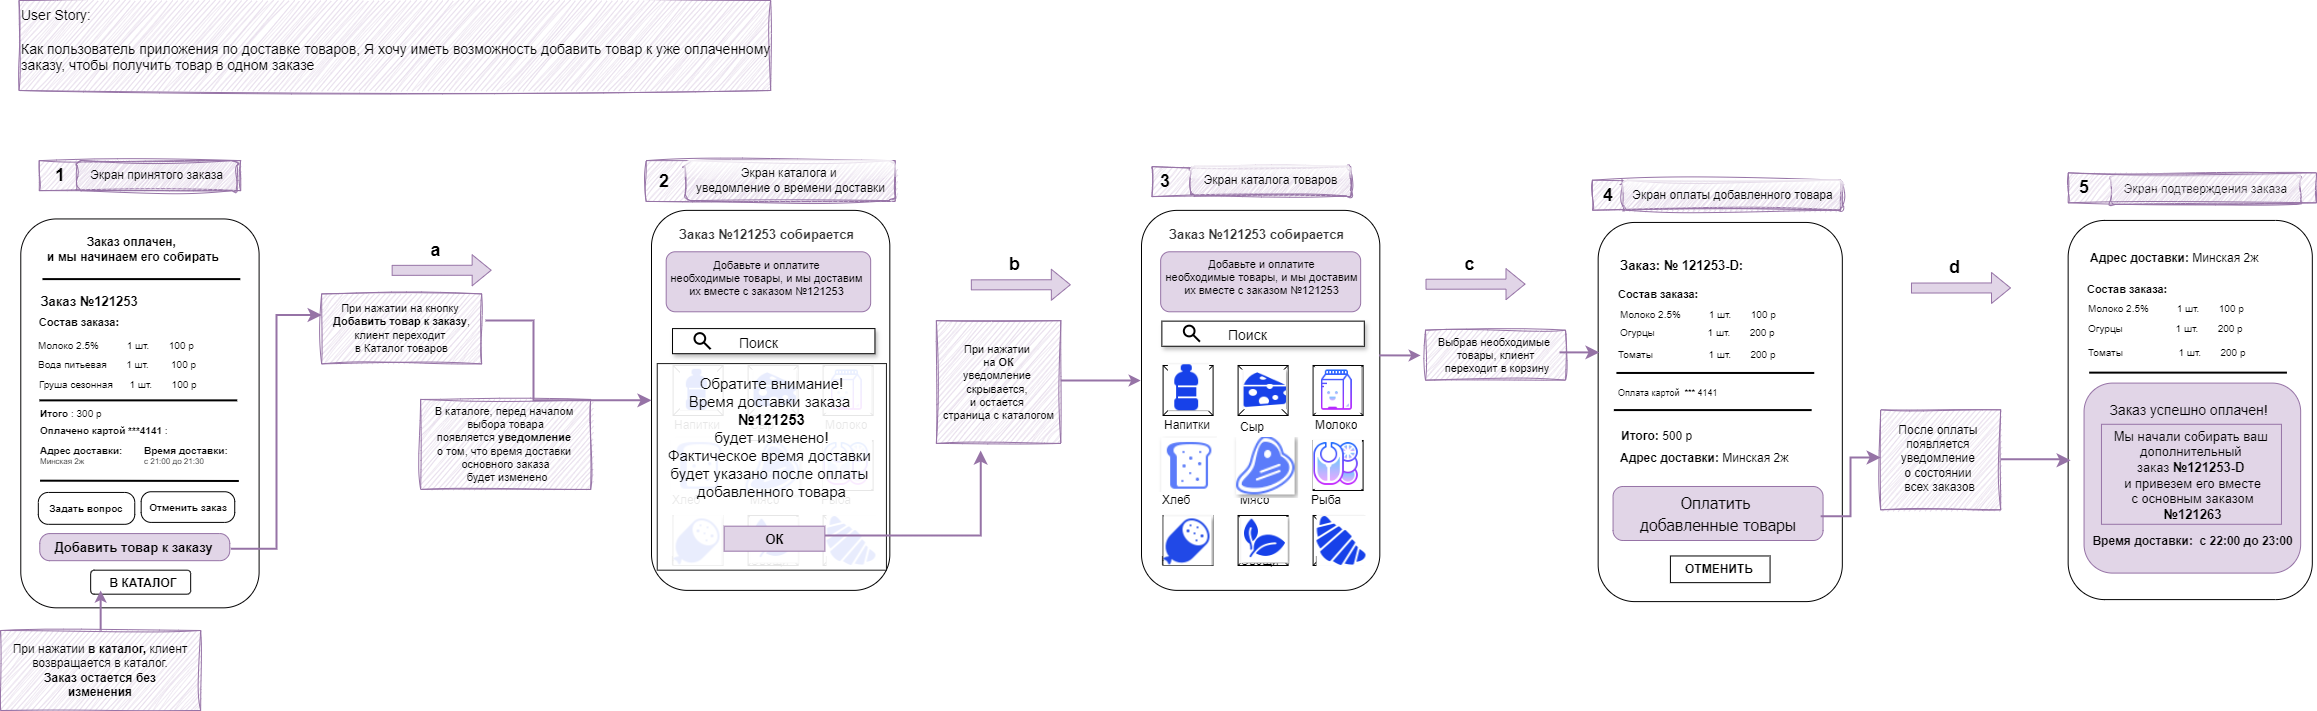 User Story:
Как пользователь приложения по доставке товаров, Я хочу иметь возможность добавить товар к уже оплаченному
заказу, чтобы получить товар в одном заказе
1 Экран принятого заказа
Заказ оплачен,
и мы начинаем его собирать
Заказ №121253
Состав заказа:
Молоко 2.5% 1 шт. 100 р
Вода питьевая 1 шт. 100 р
Груша сезонная 1 шт. 100 р
Итого : 300 р
Оплачено картой ***4141 :
Адрес доставки: Время доставки:
Минская 2ж с 21:00 до 21:30
Задать вопрос Отменить заказ
Добавить товар к заказу
В КАТАЛОГ
При нажатии в каталог, клиент
возвращается в каталог.
Заказ остается без
изменения
a
При нажатии на кнопку
Добавить товар к заказу,
клиент переходит
в Каталог товаров
В каталоге, перед началом
выбора товара
появляется уведомление
о том, что время доставки
основного заказа
будет изменено
2 Экран каталога и
уведомление о времени доставки
Заказ №121253 собирается
Добавьте и оплатите
необходимые товары, и мы доставим
их вместе с заказом №121253
Поиск
Обратите внимание!
Время доставки заказа
№121253
будет изменено!
Фактическое время доставки
будет указано после оплаты
добавленного товара
Напитки Молоко
ОК
b
При нажатии
на ОК
уведомление
скрывается,
и остается
страница с каталогом
3 Экран каталога товаров
Заказ №121253 собирается
Добавьте и оплатите
необходимые товары, и мы доставим
их вместе с заказом №121253
Поиск
Напитки Сыр Молоко
Хлеб Мясо Рыба
Овощи
c
Выбрав необходимые
товары, клиент
переходит в корзину
4 Экран оплаты добавленного товара
Заказ: № 121253-D:
Состав заказа:
Молоко 2.5% 1 шт. 100 р
Огурцы 1 шт. 200 р
Томаты 1 шт. 200 р
Оплата картой *** 4141
Итого: 500 р
Адрес доставки: Минская 2ж
Оплатить
добавленные товары
ОТМЕНИТЬ
d
После оплаты
появляется
уведомление
о состоянии
всех заказов
5 Экран подтверждения заказа
Адрес доставки: Минская 2ж
Состав заказа:
Молоко 2.5% 1 шт. 100 р
Огурцы 1 шт. 200 р
Томаты 1 шт. 200 р
Заказ успешно оплачен!
Мы начали собирать ваш
дополнительный
заказ №121253-D
и привезем его вместе
с основным заказом
№121263
Время доставки: с 22:00 до 23:00